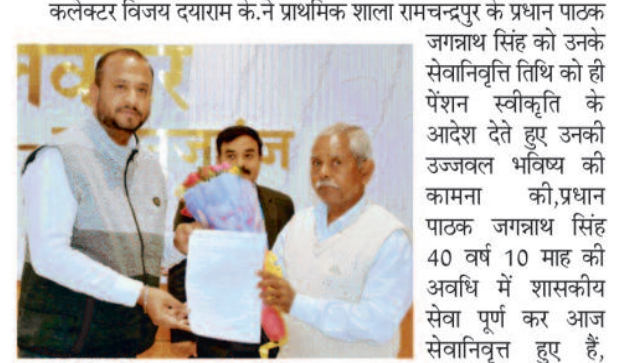 कलेक्टर विजय दयाराम के.ने प्राथमिक शाला रामचन्द्रपुर के प्रधान पाठक
जगन्नाथ सिंह को उनके
सेवानिवृत्ति तिथि को ही
पेंशन स्वीकृति के
आदेश देते हुए उनकी
उज्जवल भविष्य की
कामना की,प्रधान
पाठक जगन्नाथ सिंह
40 वर्ष 10 माह की
अवधि में शासकीय
सेवा पूर्ण कर आज
सेवानिवृत्त हुए हैं,